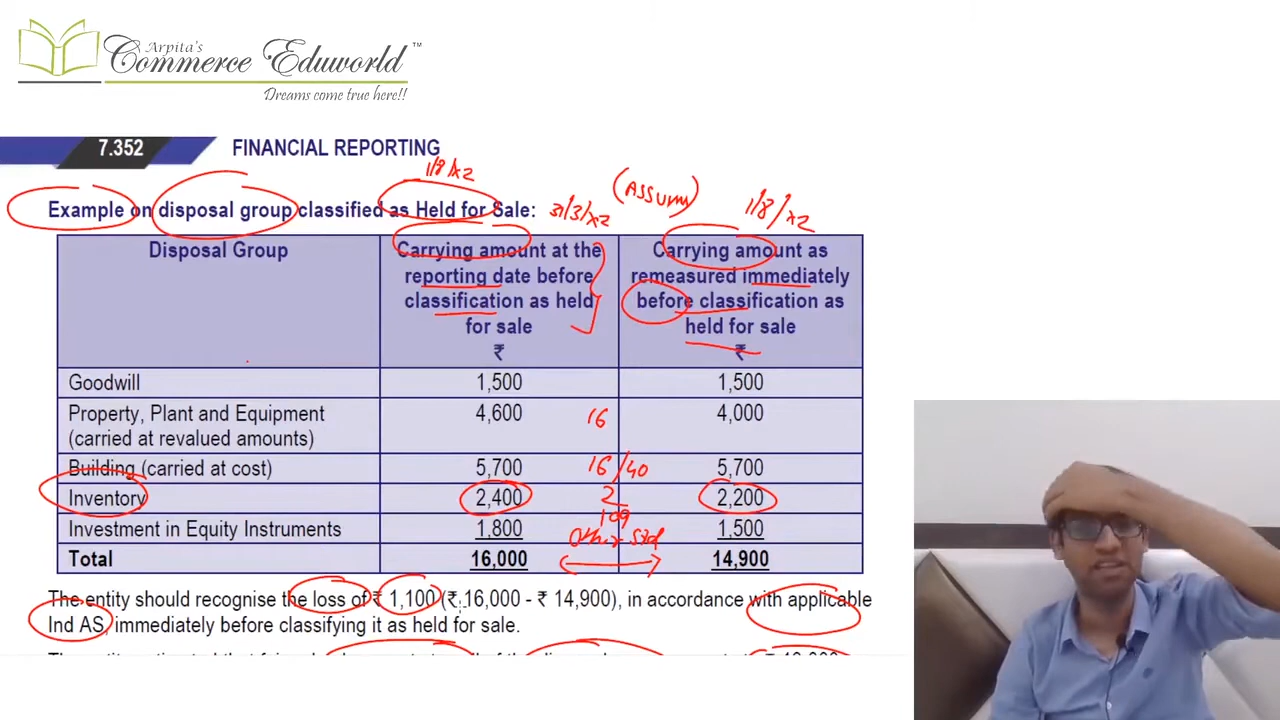 Arpita's
Commerce Eduworld™
Dreams come true here!!
7.352 FINANCIAL REPORTING
1/8/x2
(ASSUM)
Example on disposal group classified as Held for Sale: 31/3/x2 1/8/x2
Disposal Group
Carrying amount at the
reporting date before
classification as held
for sale
₹
Carrying amount as
remeasured immediately
before classification as
held for sale
₹
Goodwill 1,500 1,500
Property, Plant and Equipment 4,600 16 4,000
(carried at revalued amounts)
Building (carried at cost) 5,700 16/40 5,700
Inventory 2,400 2 2,200
109
Investment in Equity Instruments 1,800 1,500
Other Std
Total 16,000 14,900
The entity should recognise the loss of ₹ 1,100 (₹ 16,000 - ₹ 14,900), in accordance with applicable
Ind AS, immediately before classifying it as held for sale.